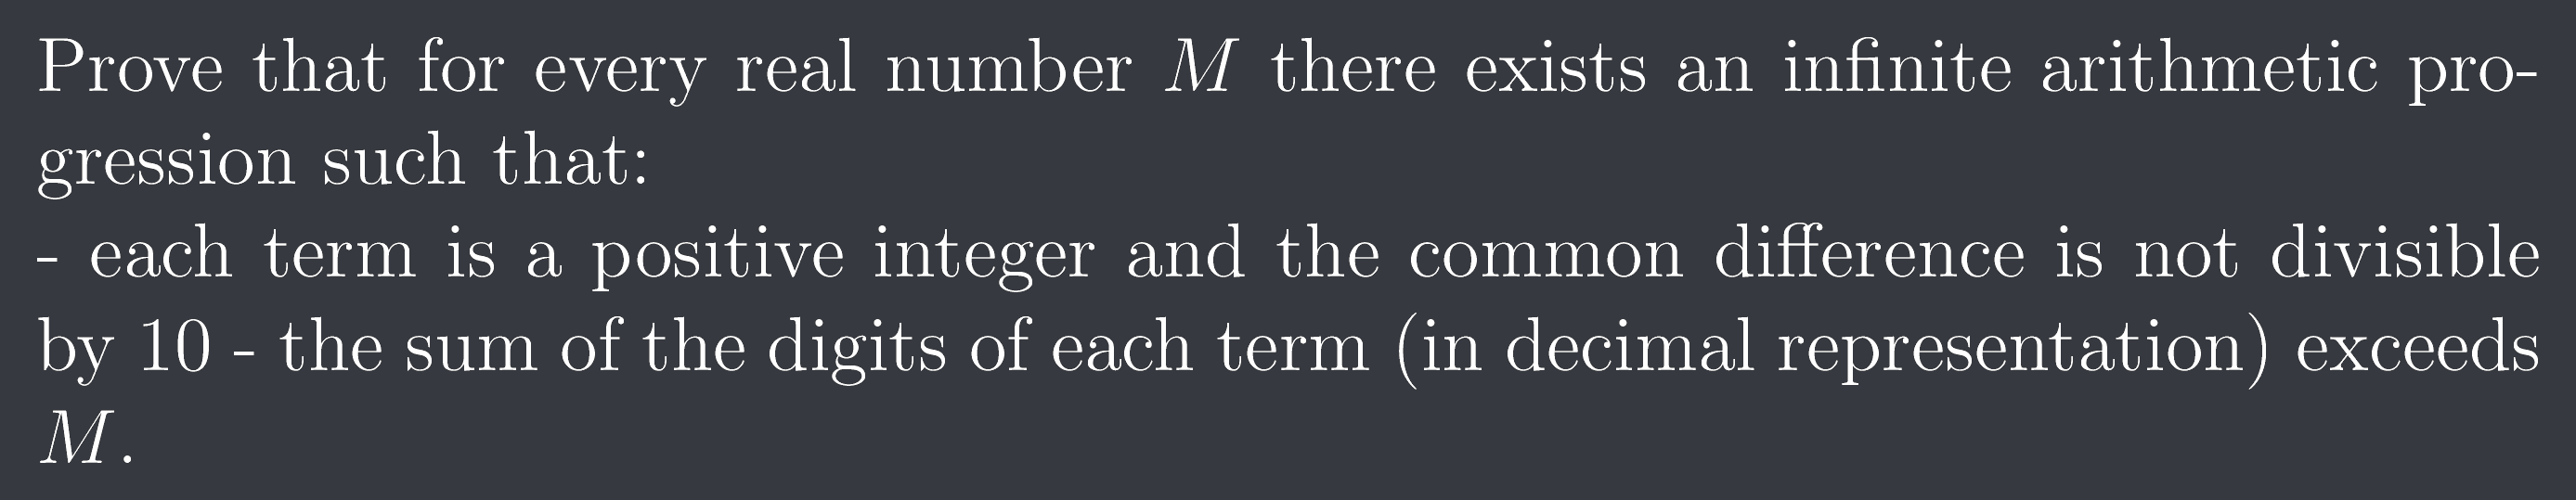 Prove that for every real number M there exists an infinite arithmetic pro-
gression such that:
- each term is a positive integer and the common difference is not divisible
by 10 - the sum of the digits of each term (in decimal representation) exceeds
M.